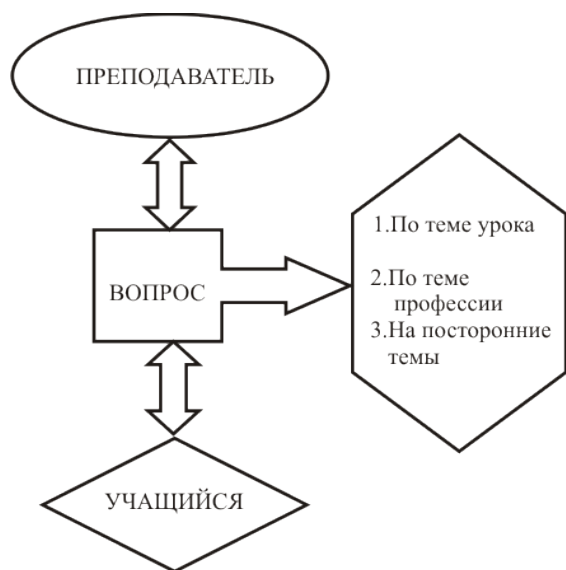 ПРЕПОДАВАТЕЛЬ
ВОПРОС
1.По теме урока
2.По теме
профессии
3.На посторонние
темы
УЧАЩИЙСЯ